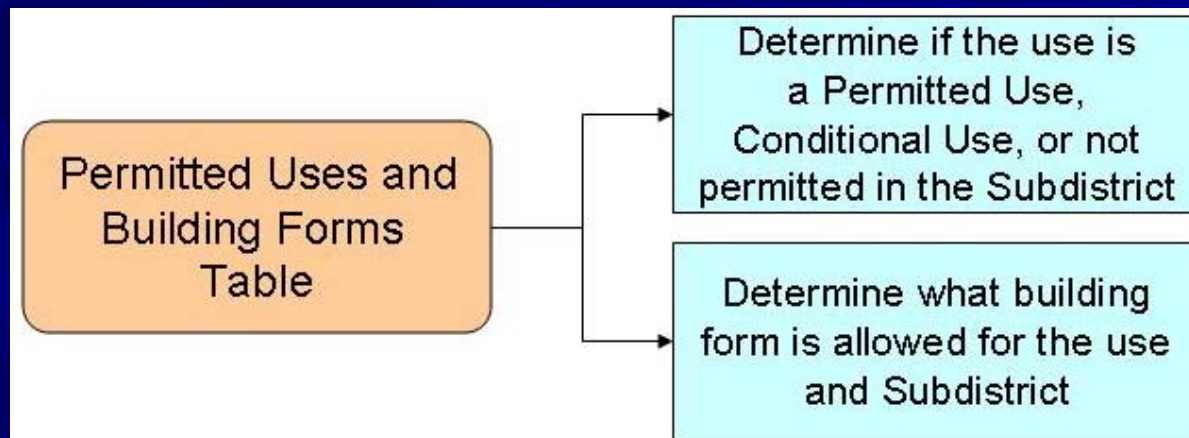 Permitted Uses and
Building Forms
Table
Determine if the use is
a Permitted Use,
Conditional Use, or not
permitted in the Subdistrict
Determine what building
form is allowed for the use
and Subdistrict